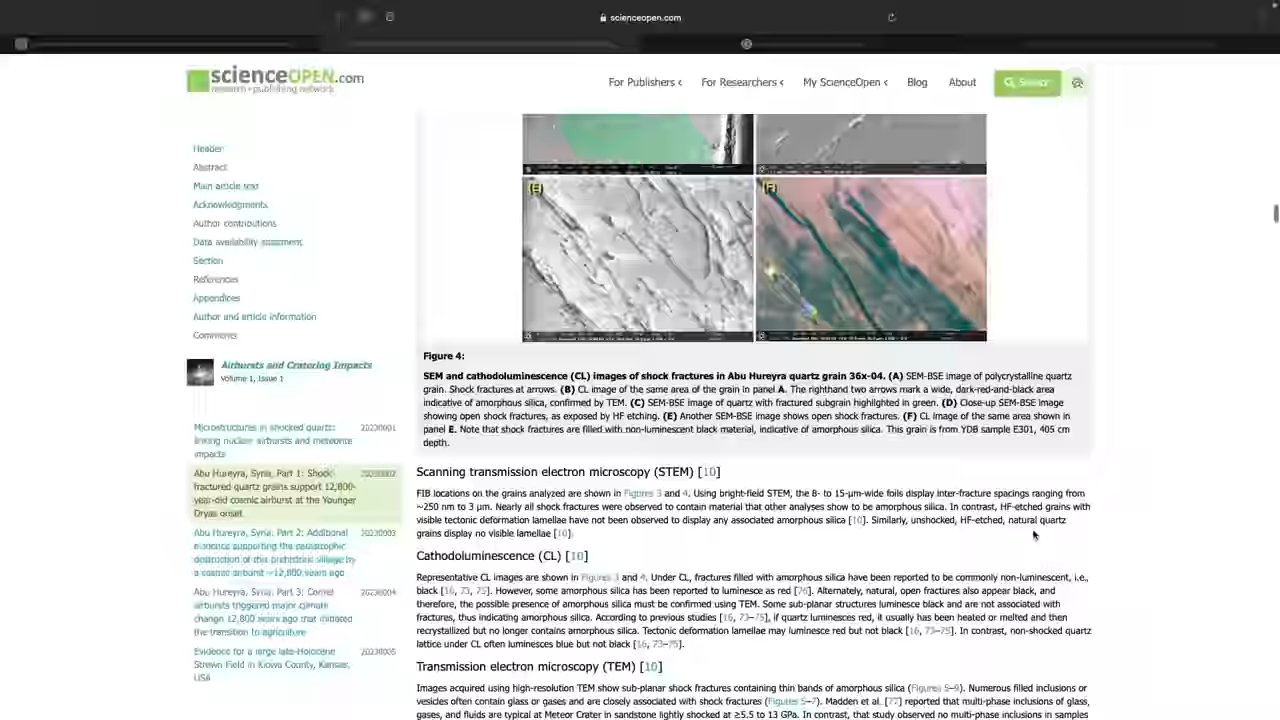 scienceopen.com
scienceOPEN.com
research+publishing network
For Publishers
For Researchers
My ScienceOpen
Blog
About
Search
Header
Abstract
Main article text
Acknowledgments
Author contributions
Data availability statement
Section
References
Appendices
Author and article information
Comments
Airbursts and Cratering Impacts
Volume 1, Issue 1
Microstructures in shocked quartz: 20230001
linking nuclear airbursts and meteorite
impacts
Abu Hureyra, Syria, Part 1: Shock- 20230002
fractured quartz grains support 12,800-
year-old cosmic airburst at the Younger
Dryas onset
Abu Hureyra, Syria, Part 2: Additional 20230003
evidence supporting the catastrophic
destruction of this prehistoric village by
a cosmic airburst ~12,800 years ago
Abu Hureyra, Syria, Part 3: Comet 20230004
airbursts triggered major climate
change 12,800 years ago that initiated
the transition to agriculture
Evidence for a large late-Holocene 20230005
Strewn Field in Kiowa County, Kansas,
USA
(E)
(F)
Figure 4:
SEM and cathodoluminescence (CL) images of shock fractures in Abu Hureyra quartz grain 36x-04. (A) SEM-BSE image of polycrystalline quartz
grain. Shock fractures at arrows. (B) CL image of the same area of the grain in panel A. The righthand two arrows mark a wide, dark-red-and-black area
indicative of amorphous silica, confirmed by TEM. (C) SEM-BSE image of quartz with fractured subgrain highlighted in green. (D) Close-up SEM-BSE image
showing open shock fractures, as exposed by HF etching. (E) Another SEM-BSE image shows open shock fractures. (F) CL image of the same area shown in
panel E. Note that shock fractures are filled with non-luminescent black material, indicative of amorphous silica. This grain is from YDB sample E301, 405 cm
depth.
Scanning transmission electron microscopy (STEM) [10]
FIB locations on the grains analyzed are shown in Figures 3 and 4. Using bright-field STEM, the 8- to 15-µm-wide foils display inter-fracture spacings ranging from
~250 nm to 3 µm. Nearly all shock fractures were observed to contain material that other analyses show to be amorphous silica. In contrast, HF-etched grains with
visible tectonic deformation lamellae have not been observed to display any associated amorphous silica [10]. Similarly, unshocked, HF-etched, natural quartz
grains display no visible lamellae [10].
Cathodoluminescence (CL) [10]
Representative CL images are shown in Figures 3 and 4. Under CL, fractures filled with amorphous silica have been reported to be commonly non-luminescent, i.e.,
black [16, 73, 75]. However, some amorphous silica has been reported to luminesce as red [76]. Alternately, natural, open fractures also appear black, and
therefore, the possible presence of amorphous silica must be confirmed using TEM. Some sub-planar structures luminesce black and are not associated with
fractures, thus indicating amorphous silica. According to previous studies [16, 73–75], if quartz luminesces red, it usually has been heated or melted and then
recrystallized but no longer contains amorphous silica. Tectonic deformation lamellae may luminesce red but not black [16, 73–75]. In contrast, non-shocked quartz
lattice under CL often luminesces blue but not black [16, 73–75].
Transmission electron microscopy (TEM) [10]
Images acquired using high-resolution TEM show sub-planar shock fractures containing thin bands of amorphous silica (Figures 5–9). Numerous filled inclusions or
vesicles often contain glass or gases and are closely associated with shock fractures (Figures 5–7). Madden et al. [77] reported that multi-phase inclusions of glass,
gases, and fluids are typical at Meteor Crater in sandstone lightly shocked at ≥5.5 to 13 GPa. In contrast, that study observed no multi-phase inclusions in samples